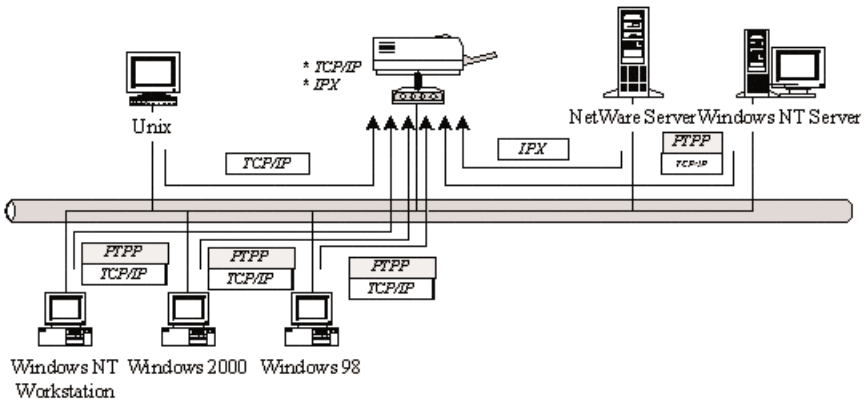 * TCP/IP
* IPX
Unix
NetWare Server
Windows NT Server
TCP/IP
IPX
PTPP
TCP/IP
PTPP
TCP/IP
PTPP
TCP/IP
PTPP
TCP/IP
Windows NT
Workstation
Windows 2000
Windows 98